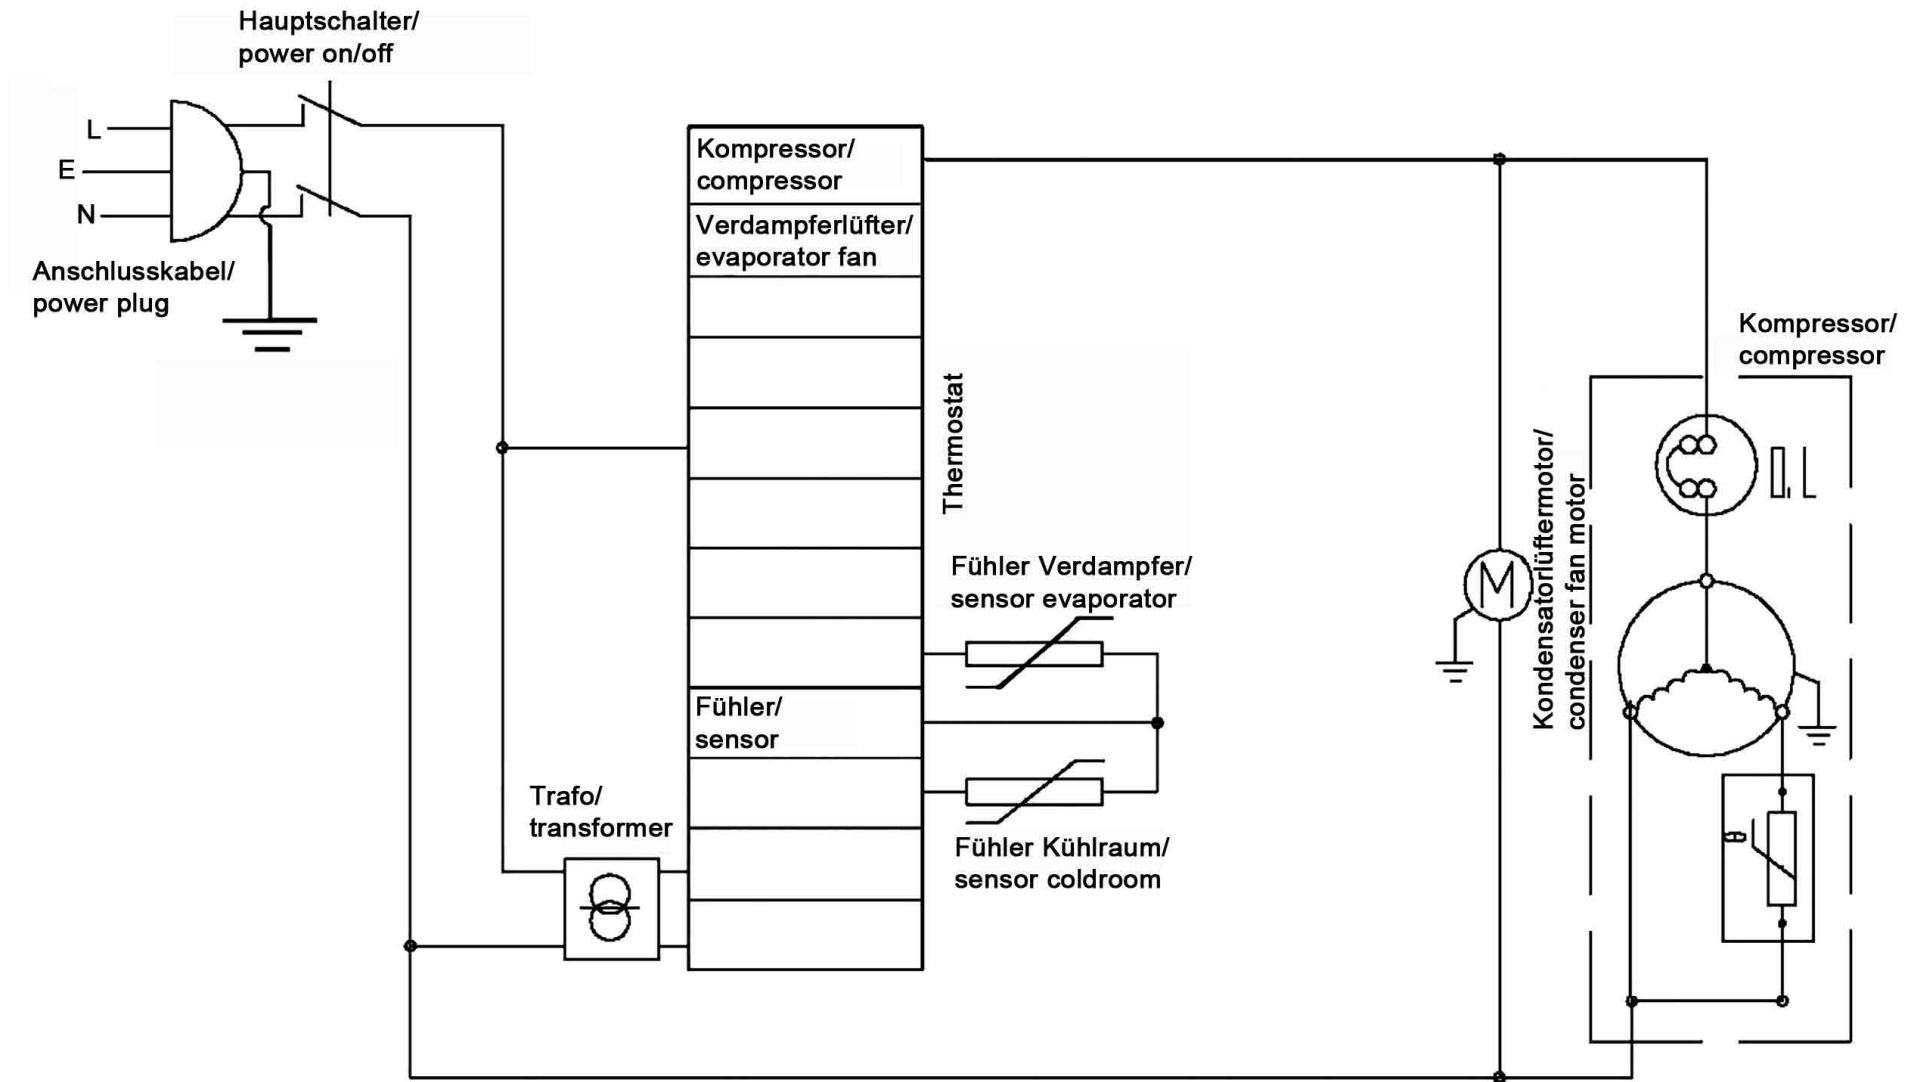 Hauptschalter/
power on/off
L
E
N
Anschlusskabel/
power plug
Kompressor/
compressor
Verdampferlüfter/
evaporator fan
Thermostat
Fühler Verdampfer/
sensor evaporator
Fühler/
sensor
Fühler Kühlraum/
sensor coldroom
Trafo/
transformer
M
Kondensatorlüftermotor/
condenser fan motor
Kompressor/
compressor